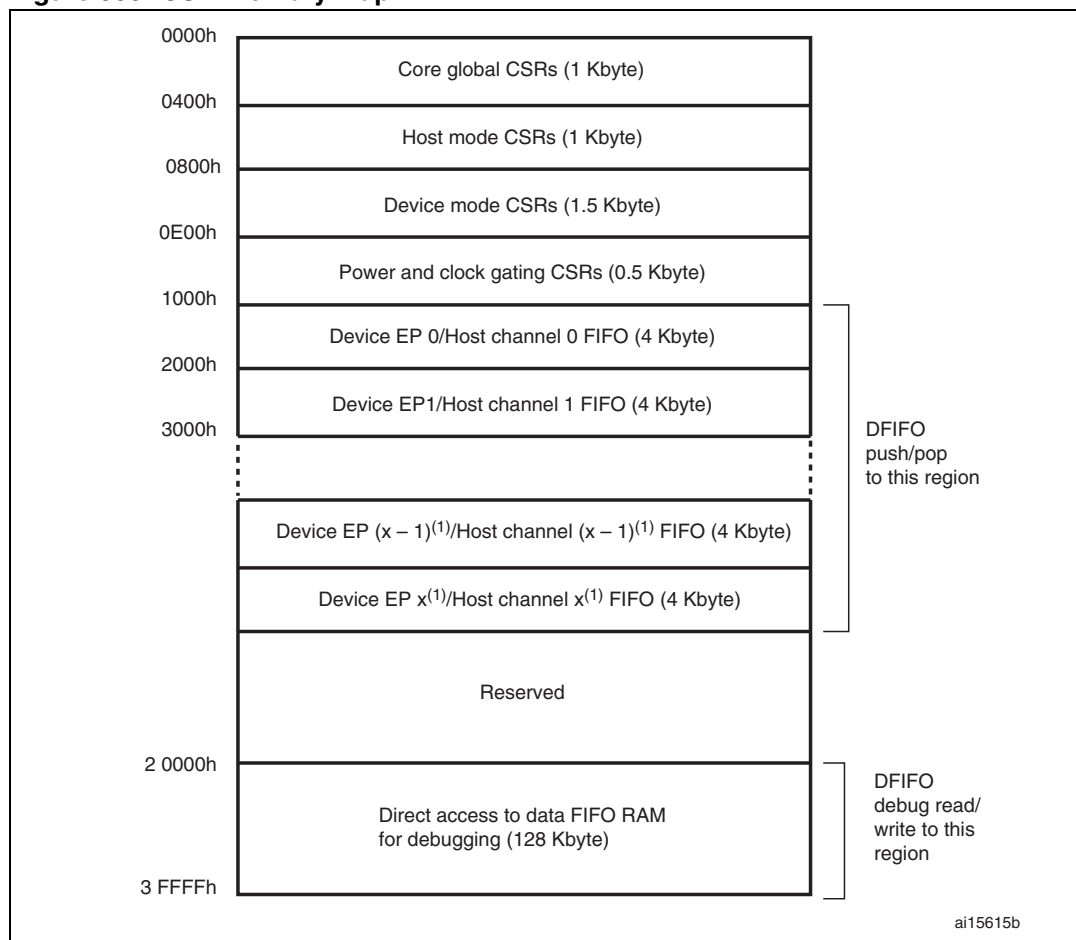 0000h
Core global CSRs (1 Kbyte)
0400h
Host mode CSRs (1 Kbyte)
0800h
Device mode CSRs (1.5 Kbyte)
0E00h
Power and clock gating CSRs (0.5 Kbyte)
1000h
Device EP 0/Host channel 0 FIFO (4 Kbyte)
2000h
Device EP1/Host channel 1 FIFO (4 Kbyte)
3000h
DFIFO
push/pop
to this region
Device EP (x – 1)(1)/Host channel (x – 1)(1) FIFO (4 Kbyte)
Device EP x(1)/Host channel x(1) FIFO (4 Kbyte)
Reserved
2 0000h
Direct access to data FIFO RAM
for debugging (128 Kbyte)
DFIFO
debug read/
write to this
region
3 FFFFh
ai15615b